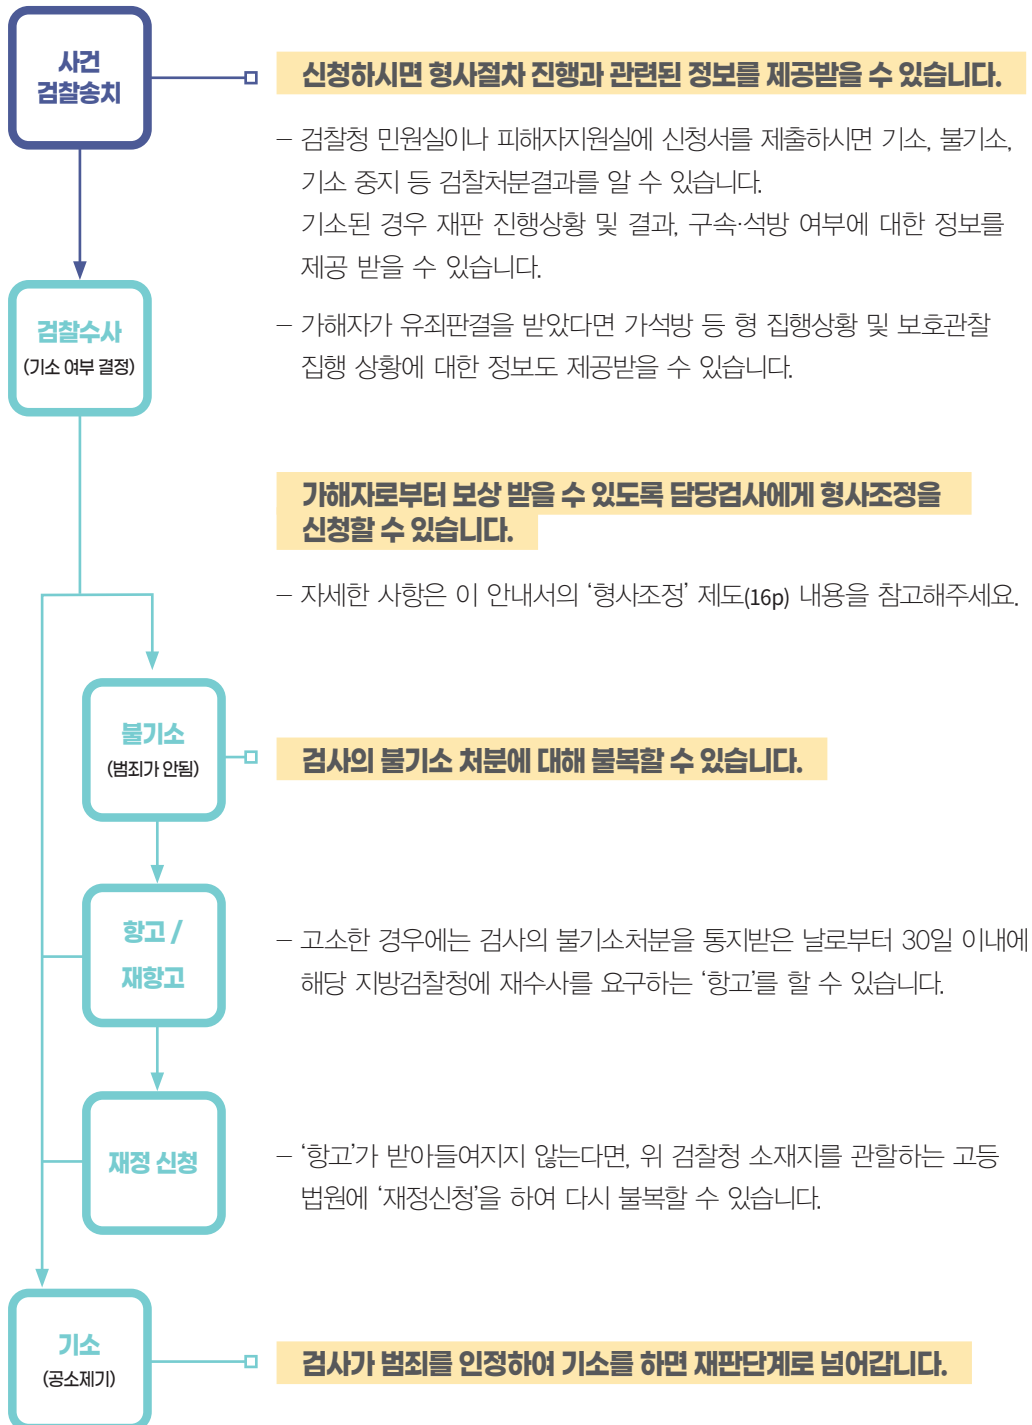 사건
검찰송치
신청하시면 형사절차 진행과 관련된 정보를 제공받을 수 있습니다.
– 검찰청 민원실이나 피해자지원실에 신청서를 제출하시면 기소, 불기소,
기소 중지 등 검찰처분결과를 알 수 있습니다.
기소된 경우 재판 진행상황 및 결과, 구속·석방 여부에 대한 정보를
제공 받을 수 있습니다.
검찰수사
(기소 여부 결정)
– 가해자가 유죄판결을 받았다면 가석방 등 형 집행상황 및 보호관찰
집행 상황에 대한 정보도 제공받을 수 있습니다.
가해자로부터 보상 받을 수 있도록 담당검사에게 형사조정을
신청할 수 있습니다.
– 자세한 사항은 이 안내서의 ‘형사조정’ 제도(16p) 내용을 참고해주세요.
불기소
(범죄가 안됨)
검사의 불기소 처분에 대해 불복할 수 있습니다.
항고 /
재항고
– 고소한 경우에는 검사의 불기소처분을 통지받은 날로부터 30일 이내에
해당 지방검찰청에 재수사를 요구하는 ‘항고’를 할 수 있습니다.
재정 신청
– ‘항고’가 받아들여지지 않는다면, 위 검찰청 소재지를 관할하는 고등
법원에 ‘재정신청’을 하여 다시 불복할 수 있습니다.
기소
(공소제기)
검사가 범죄를 인정하여 기소를 하면 재판단계로 넘어갑니다.